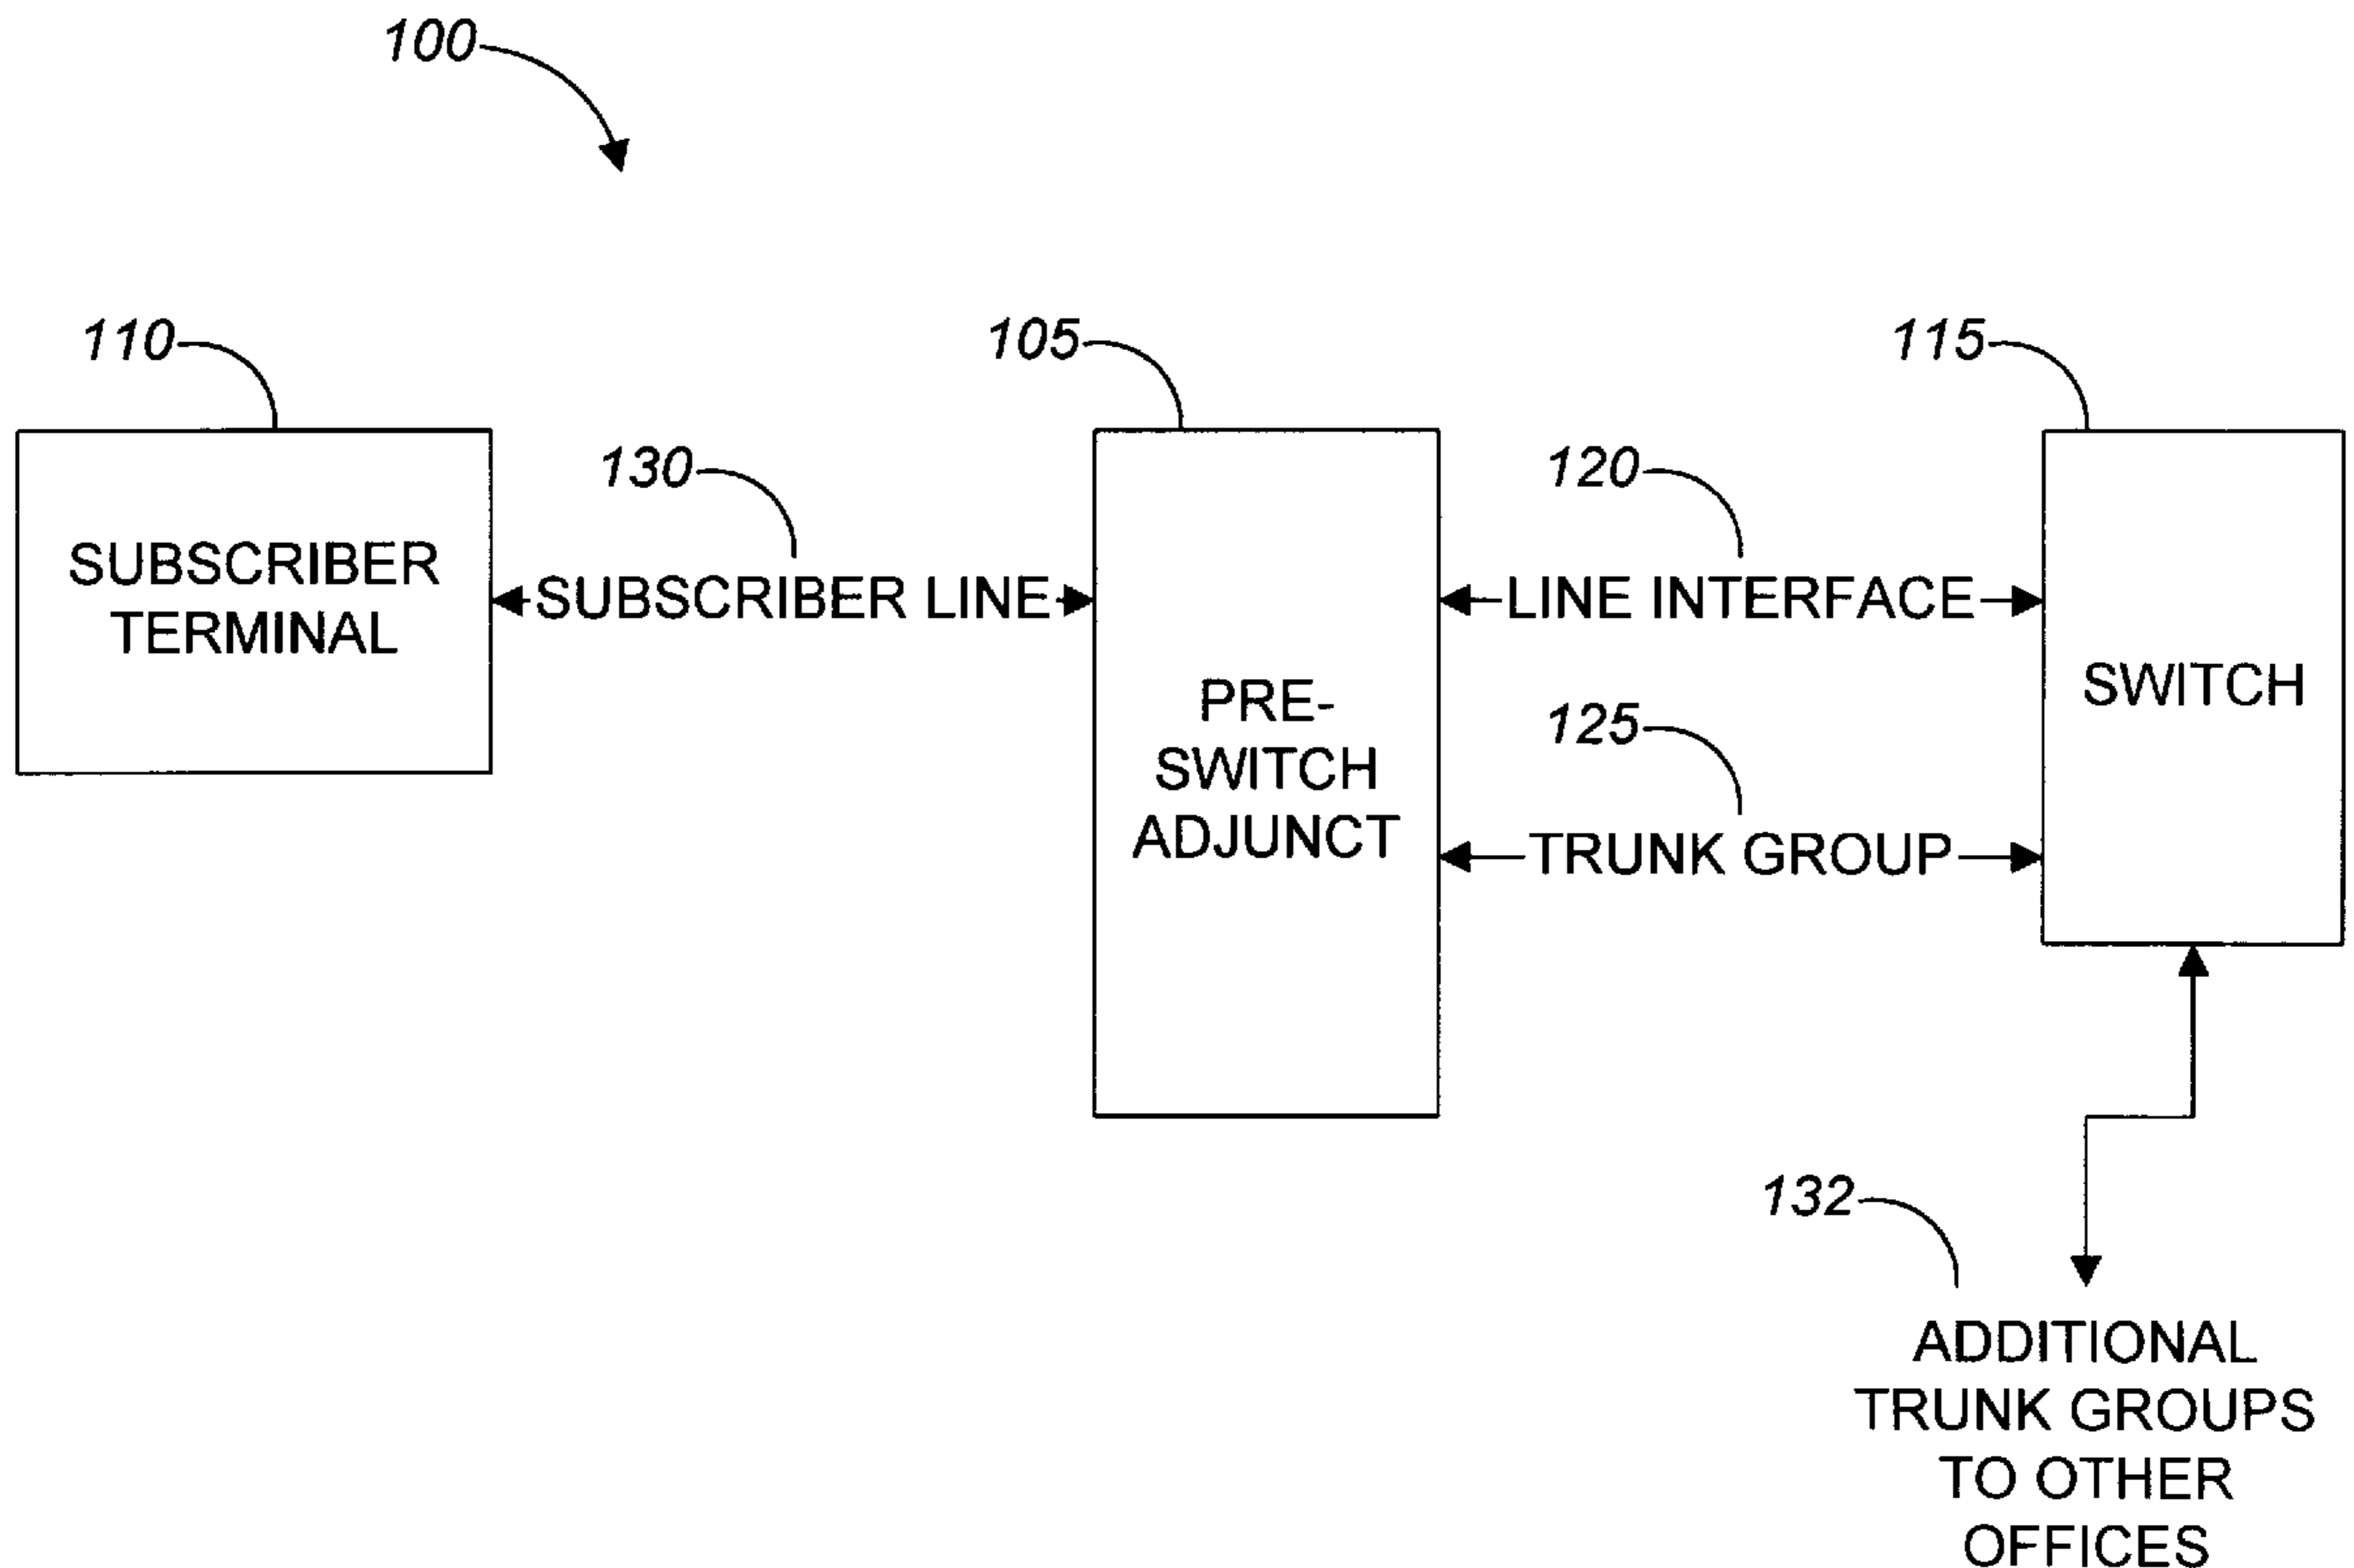 100
110
105
115
130
120
SUBSCRIBER
TERMINAL
SUBSCRIBER LINE
LINE INTERFACE
PRE-
SWITCH
ADJUNCT
SWITCH
125
TRUNK GROUP
132
ADDITIONAL
TRUNK GROUPS
TO OTHER
OFFICES